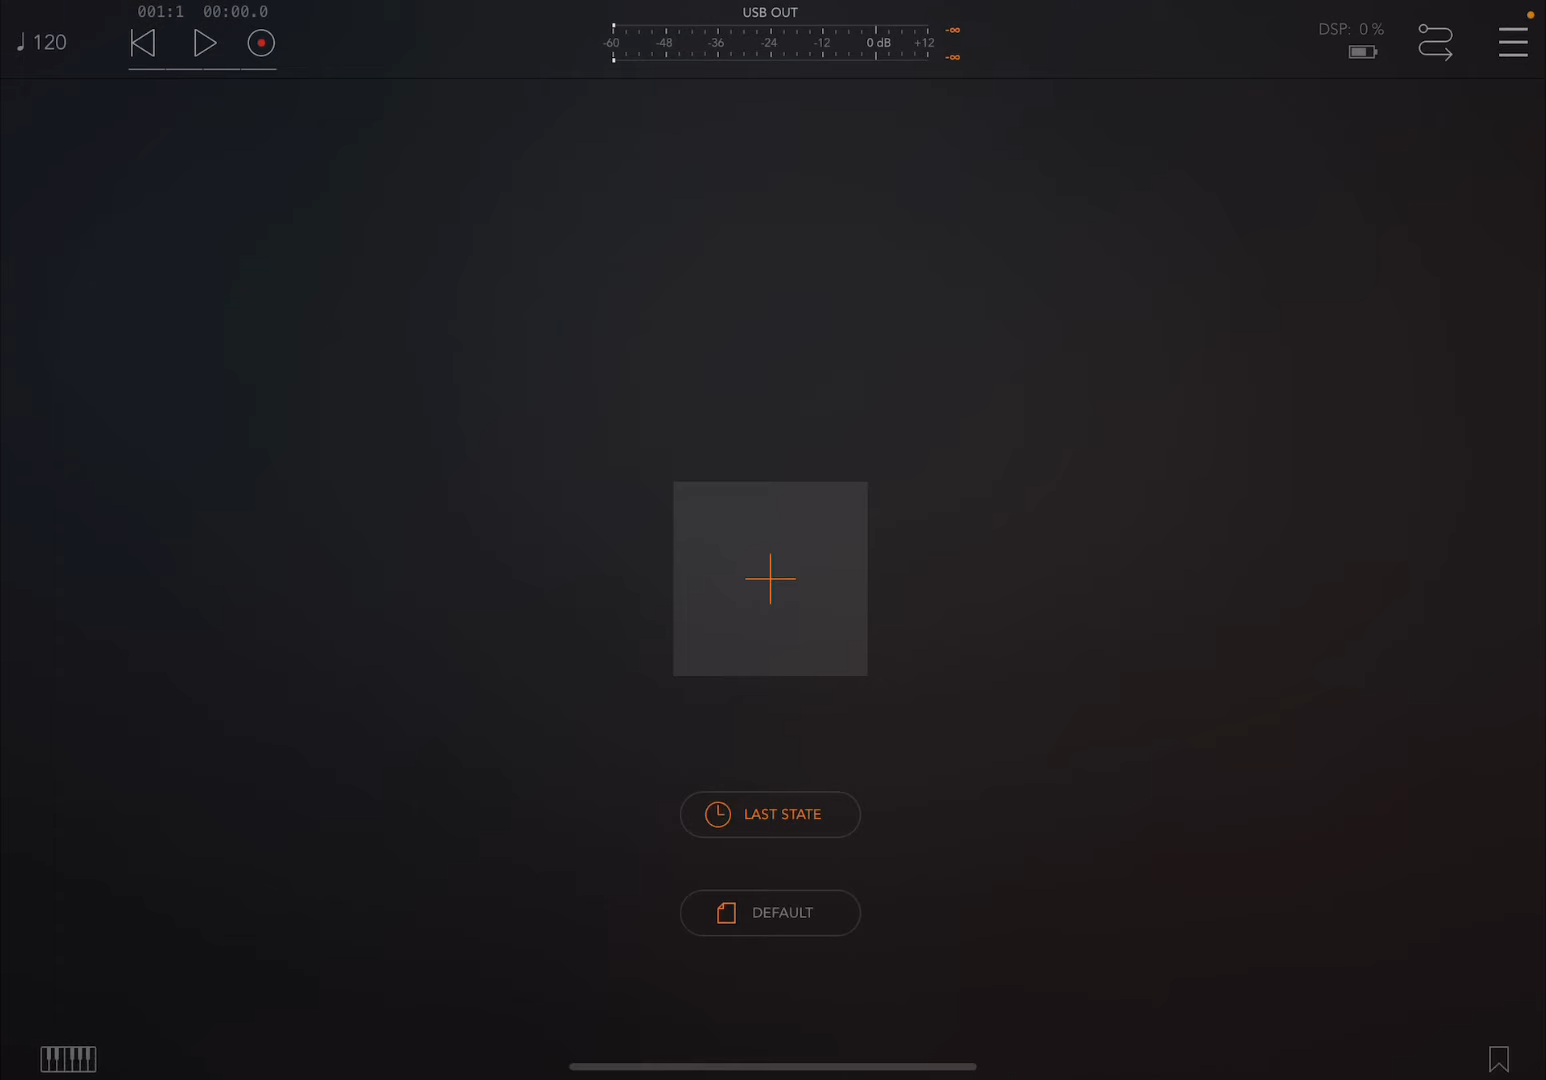 001:1 00:00.0
♩ 120
USB OUT
-60 -48 -36 -24 -12 0 dB +12
-∞
-∞
DSP: 0 %
LAST STATE
DEFAULT